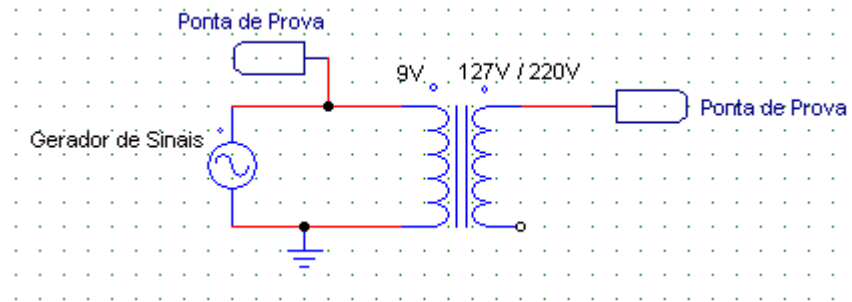 Ponta de Prova
9V
127V / 220V
Ponta de Prova
Gerador de Sinais